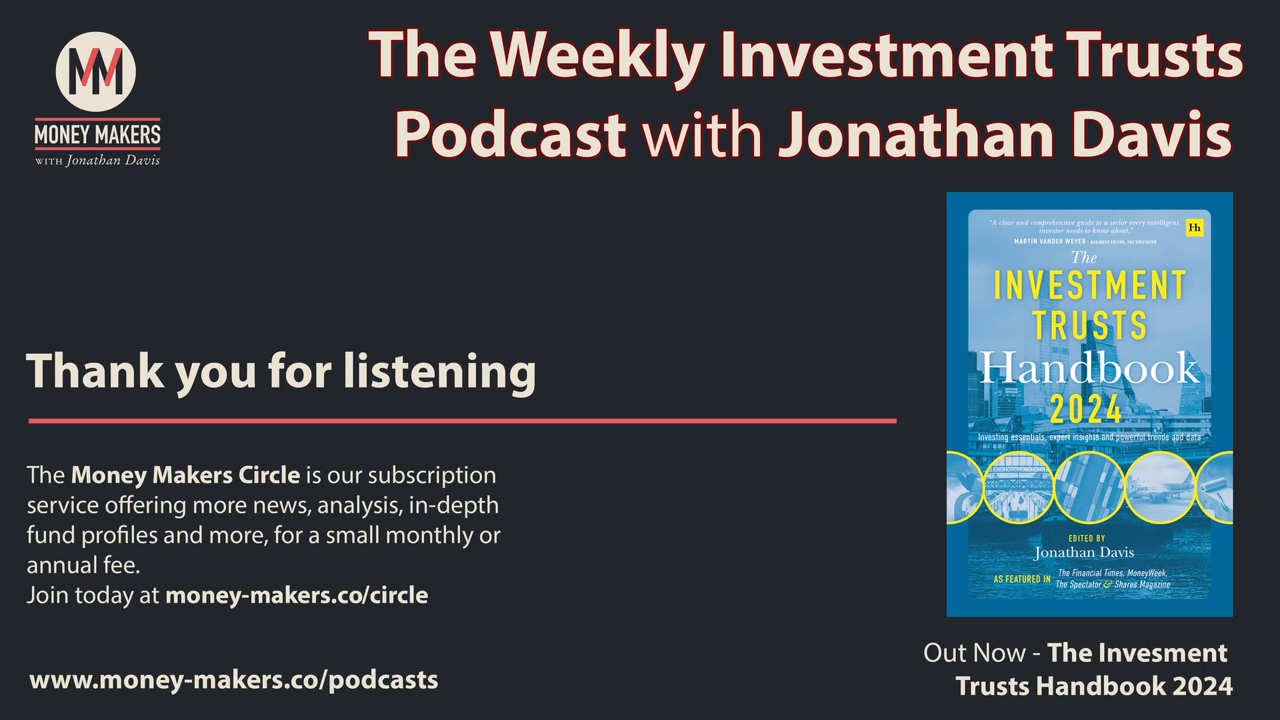 MM
MONEY MAKERS
WITH Jonathan Davis
The Weekly Investment Trusts
Podcast with Jonathan Davis
Thank you for listening
The Money Makers Circle is our subscription
service offering more news, analysis, in-depth
fund profiles and more, for a small monthly or
annual fee.
Join today at money-makers.co/circle
www.money-makers.co/podcasts
"A clear and comprehensive guide to a sector every intelligent
investor needs to know about."
MARTIN VANDER WEYER - BUSINESS EDITOR, THE SPECTATOR
Hh
The
INVESTMENT
TRUSTS
Handbook
2024
Investing essentials, expert insights and powerful trends and data
EDITED BY
Jonathan Davis
AS FEATURED IN The Financial Times, MoneyWeek,
The Spectator & Shares Magazine
Out Now - The Invesment
Trusts Handbook 2024